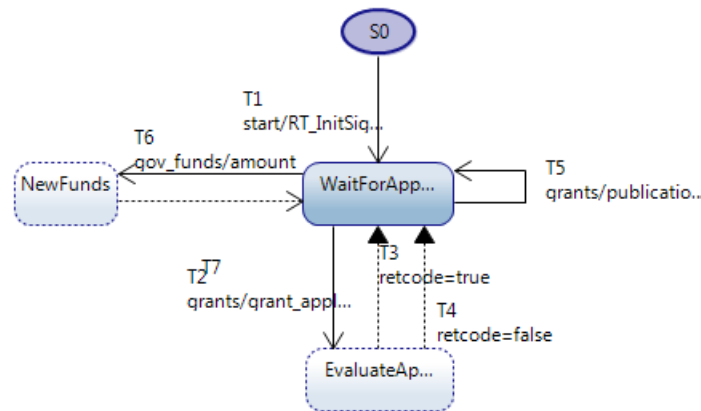 S0
T1
start/RT_InitSig...
T6
gov_funds/amount
NewFunds
WaitForApp...
T5
grants/publicatio...
T2
T7
grants/grant_appl...
T3
retcode=true
T4
retcode=false
EvaluateAp...